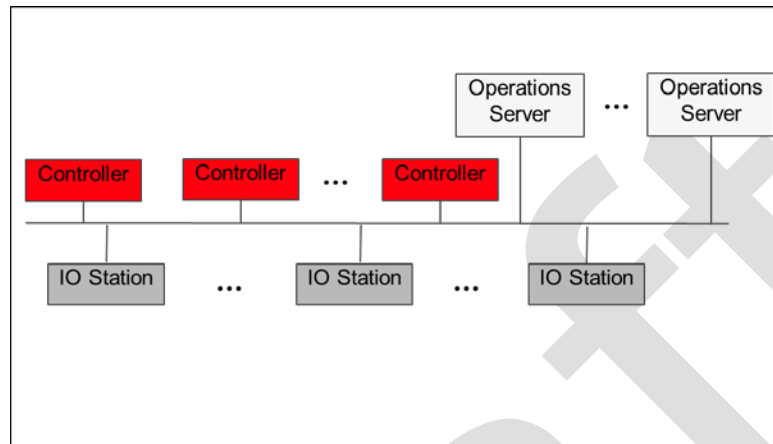 Operations
Server
...
Operations
Server
Controller
Controller
...
Controller
IO Station
...
IO Station
...
IO Station